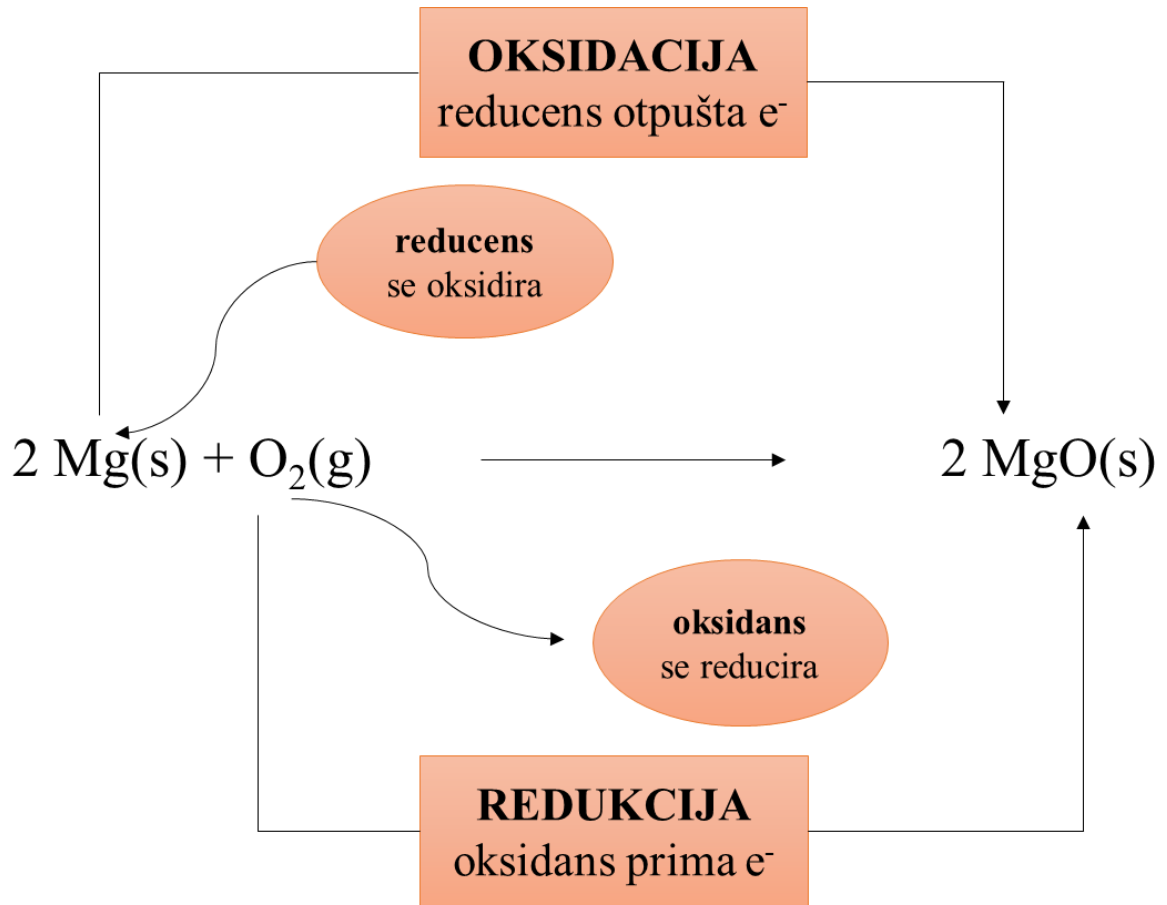 OKSIDACIJA
reducens otpušta e⁻
reducens
se oksidira
2 Mg(s) + O₂(g) 2 MgO(s)
oksidans
se reducira
REDUKCIJA
oksidans prima e⁻